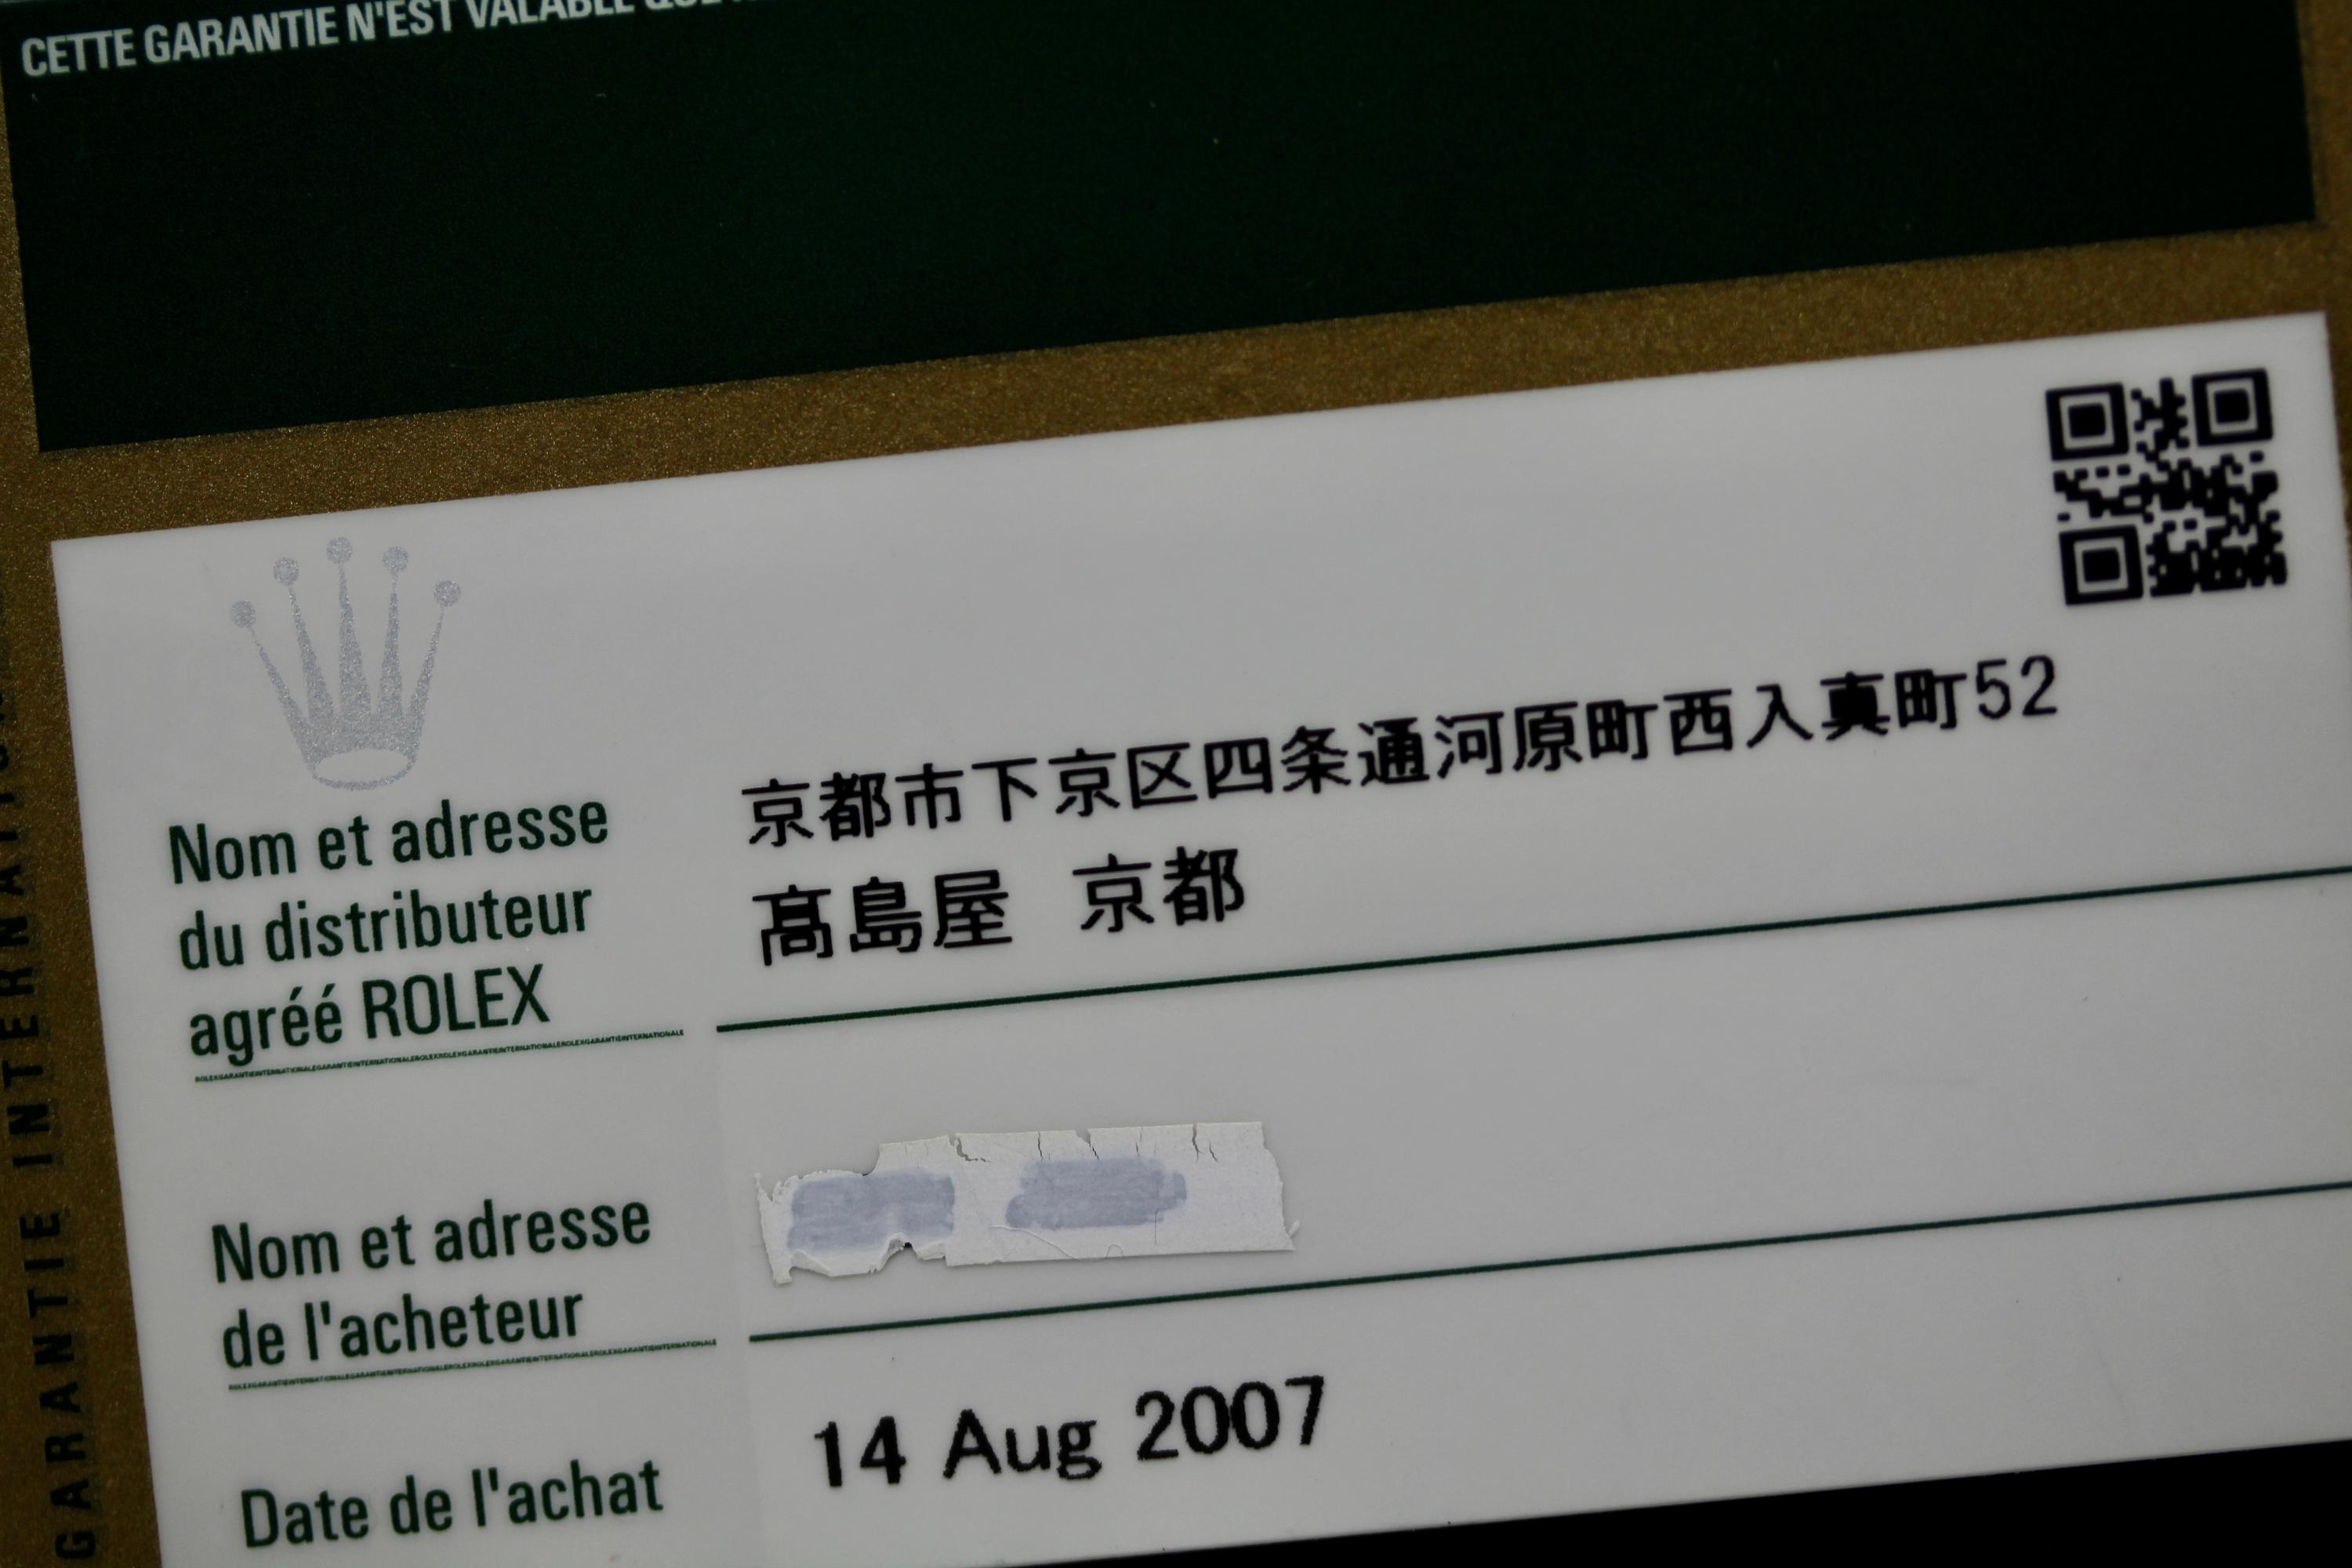 CETTE GARANTIE N'EST VALABLE
GARANTIE INTERNATION
Nom et adresse
du distributeur
agréé ROLEX
京都市下京区四条通河原町西入真町52
髙島屋 京都
Nom et adresse
de l'acheteur
Date de l'achat
14 Aug 2007